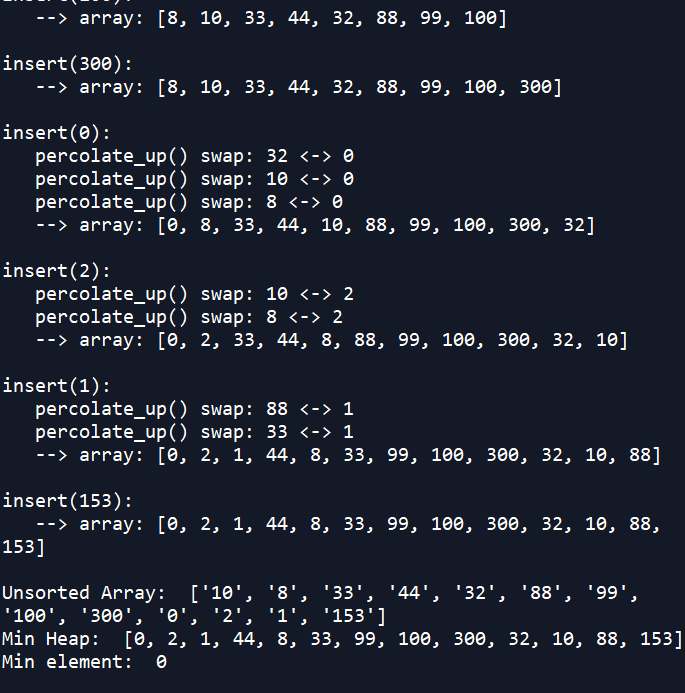 --> array: [8, 10, 33, 44, 32, 88, 99, 100]
insert(300):
--> array: [8, 10, 33, 44, 32, 88, 99, 100, 300]
insert(0):
percolate_up() swap: 32 <-> 0
percolate_up() swap: 10 <-> 0
percolate_up() swap: 8 <-> 0
--> array: [0, 8, 33, 44, 10, 88, 99, 100, 300, 32]
insert(2):
percolate_up() swap: 10 <-> 2
percolate_up() swap: 8 <-> 2
--> array: [0, 2, 33, 44, 8, 88, 99, 100, 300, 32, 10]
insert(1):
percolate_up() swap: 88 <-> 1
percolate_up() swap: 33 <-> 1
--> array: [0, 2, 1, 44, 8, 33, 99, 100, 300, 32, 10, 88]
insert(153):
--> array: [0, 2, 1, 44, 8, 33, 99, 100, 300, 32, 10, 88,
153]
Unsorted Array:  ['10', '8', '33', '44', '32', '88', '99',
'100', '300', '0', '2', '1', '153']
Min Heap:  [0, 2, 1, 44, 8, 33, 99, 100, 300, 32, 10, 88, 153]
Min element:  0